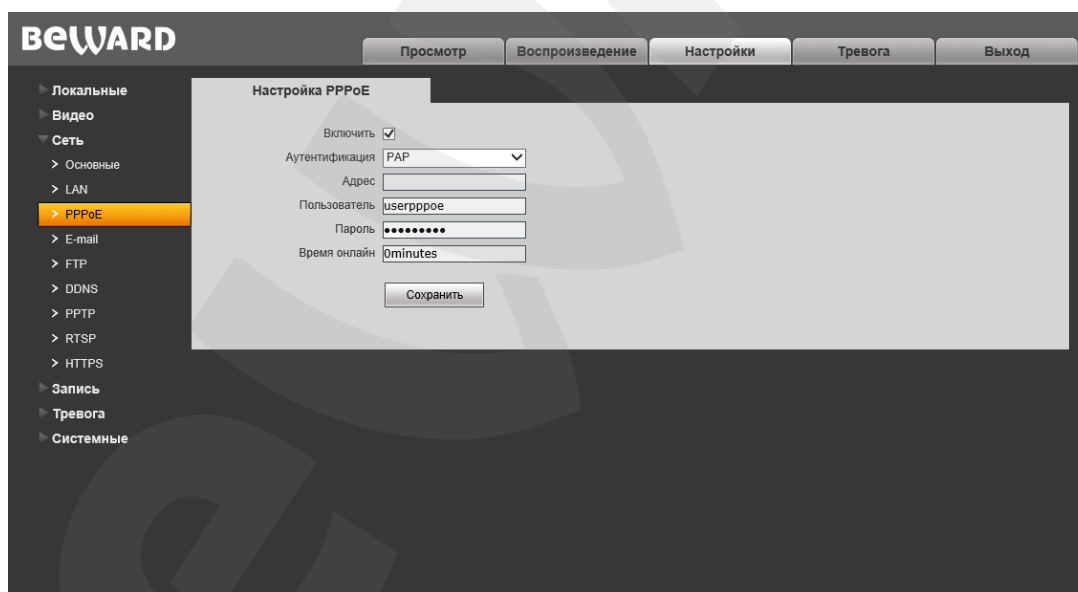 BEWARD
Просмотр
Воспроизведение
Настройки
Тревога
Выход
Локальные
Видео
Сеть
Основные
LAN
PPPoE
E-mail
FTP
DDNS
PPTP
RTSP
HTTPS
Запись
Тревога
Системные
Настройка PPPoE
Включить
Аутентификация PAP
Адрес
Пользователь userpppoe
Пароль •••••••••
Время онлайн 0minutes
Сохранить